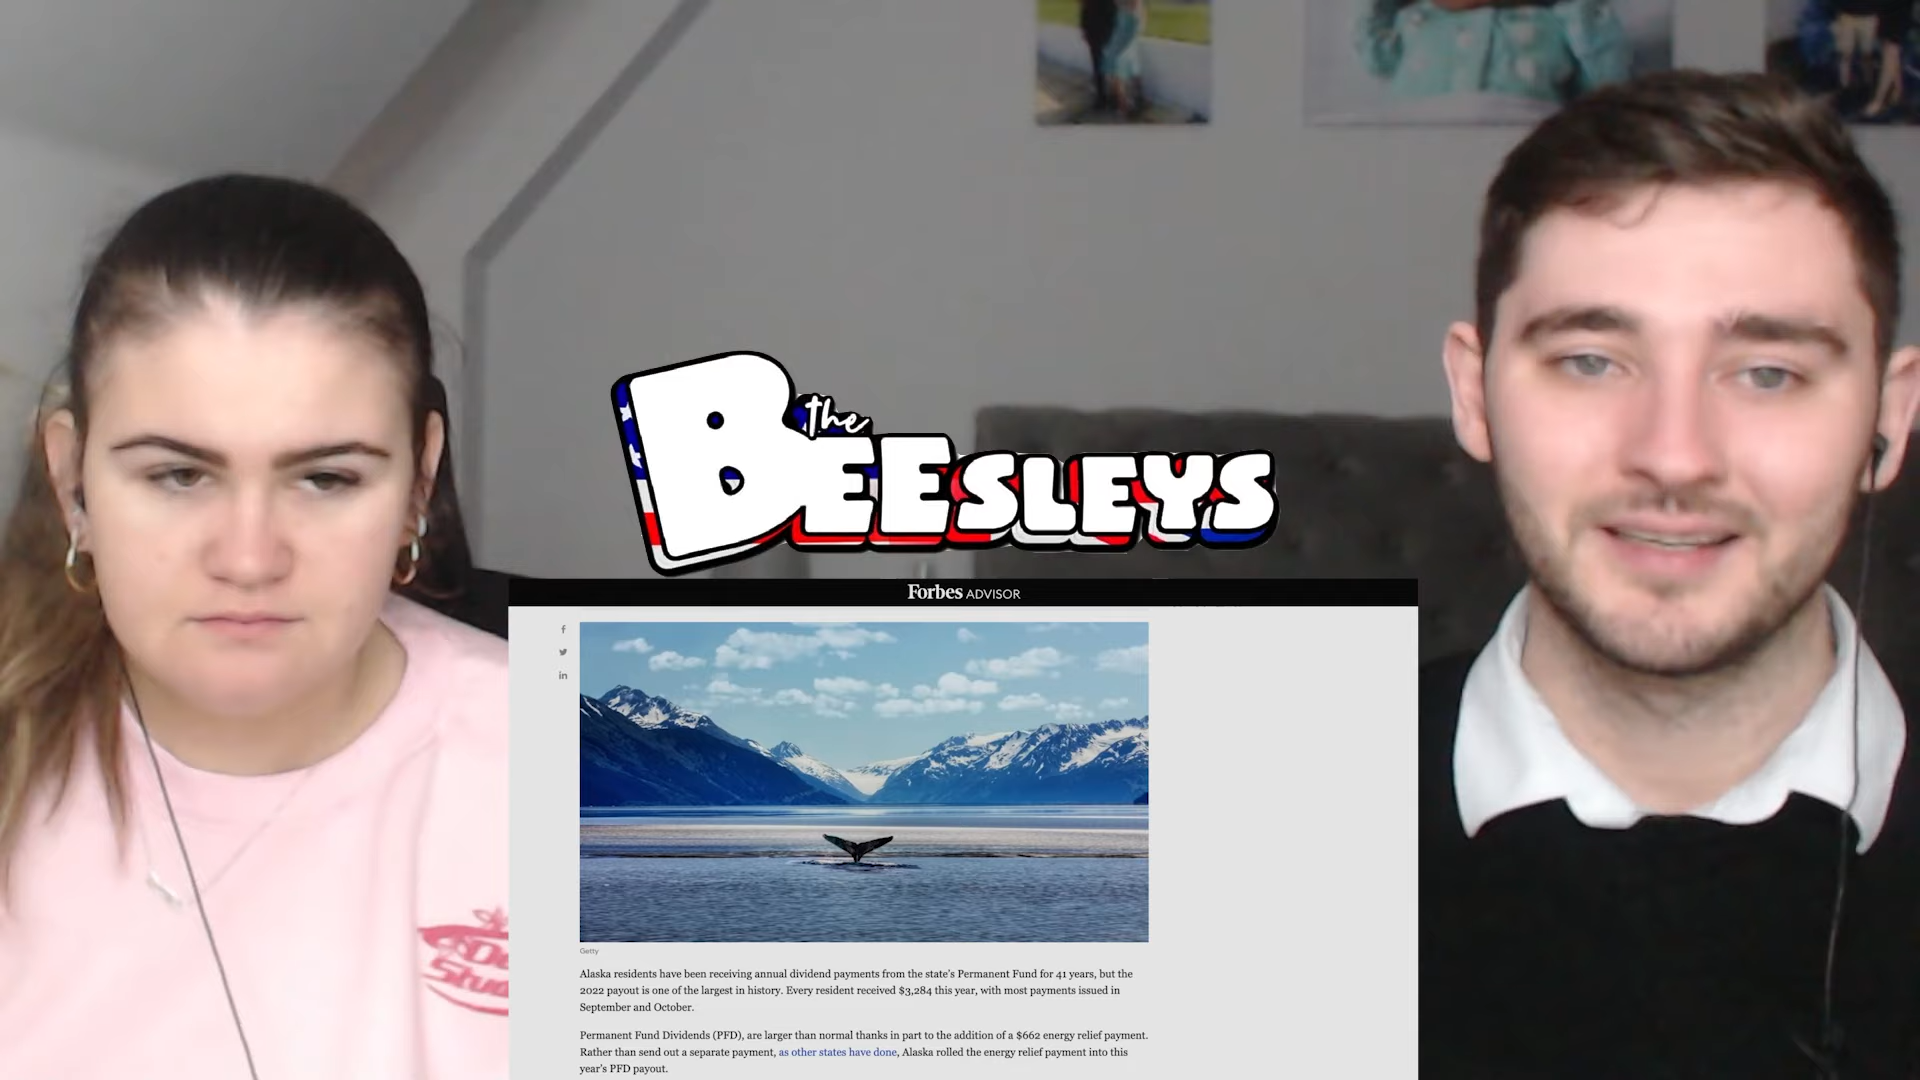 the
BEESLEYS
Forbes ADVISOR
Getty
Alaska residents have been receiving annual dividend payments from the state's Permanent Fund for 41 years, but the
2022 payout is one of the largest in history. Every resident received $3,284 this year, with most payments issued in
September and October.
Permanent Fund Dividends (PFD), are larger than normal thanks in part to the addition of a $662 energy relief payment.
Rather than send out a separate payment, as other states have done, Alaska rolled the energy relief payment into this
year's PFD payout.